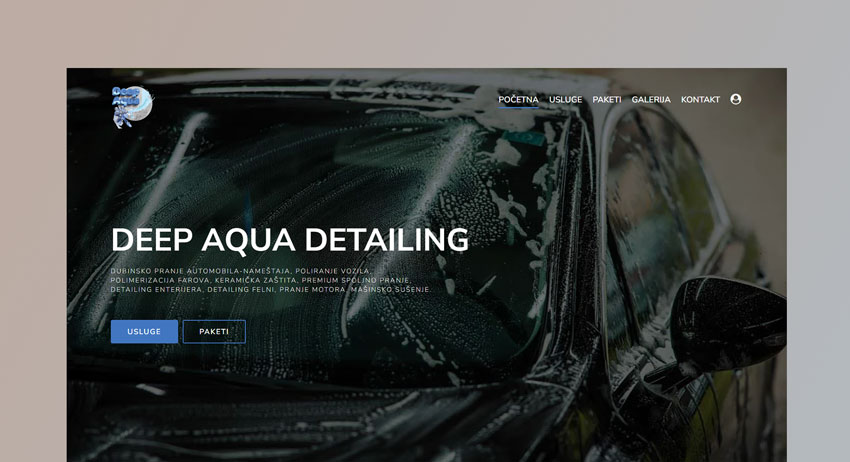 POČETNA USLUGE PAKETI GALERIJA KONTAKT
DEEP AQUA DETAILING
DUBINSKO PRANJE AUTOMOBILA-NAMEŠTAJA, POLIRANJE VOZILA,
POLIMERIZACIJA FAROVA, KERAMIČKA ZAŠTITA, PREMIUM SPOLJNO PRANJE,
DETAILING ENTERIJERA, DETAILING FELNI, PRANJE MOTORA, MAŠINSKO SUŠENJE.
USLUGE PAKETI